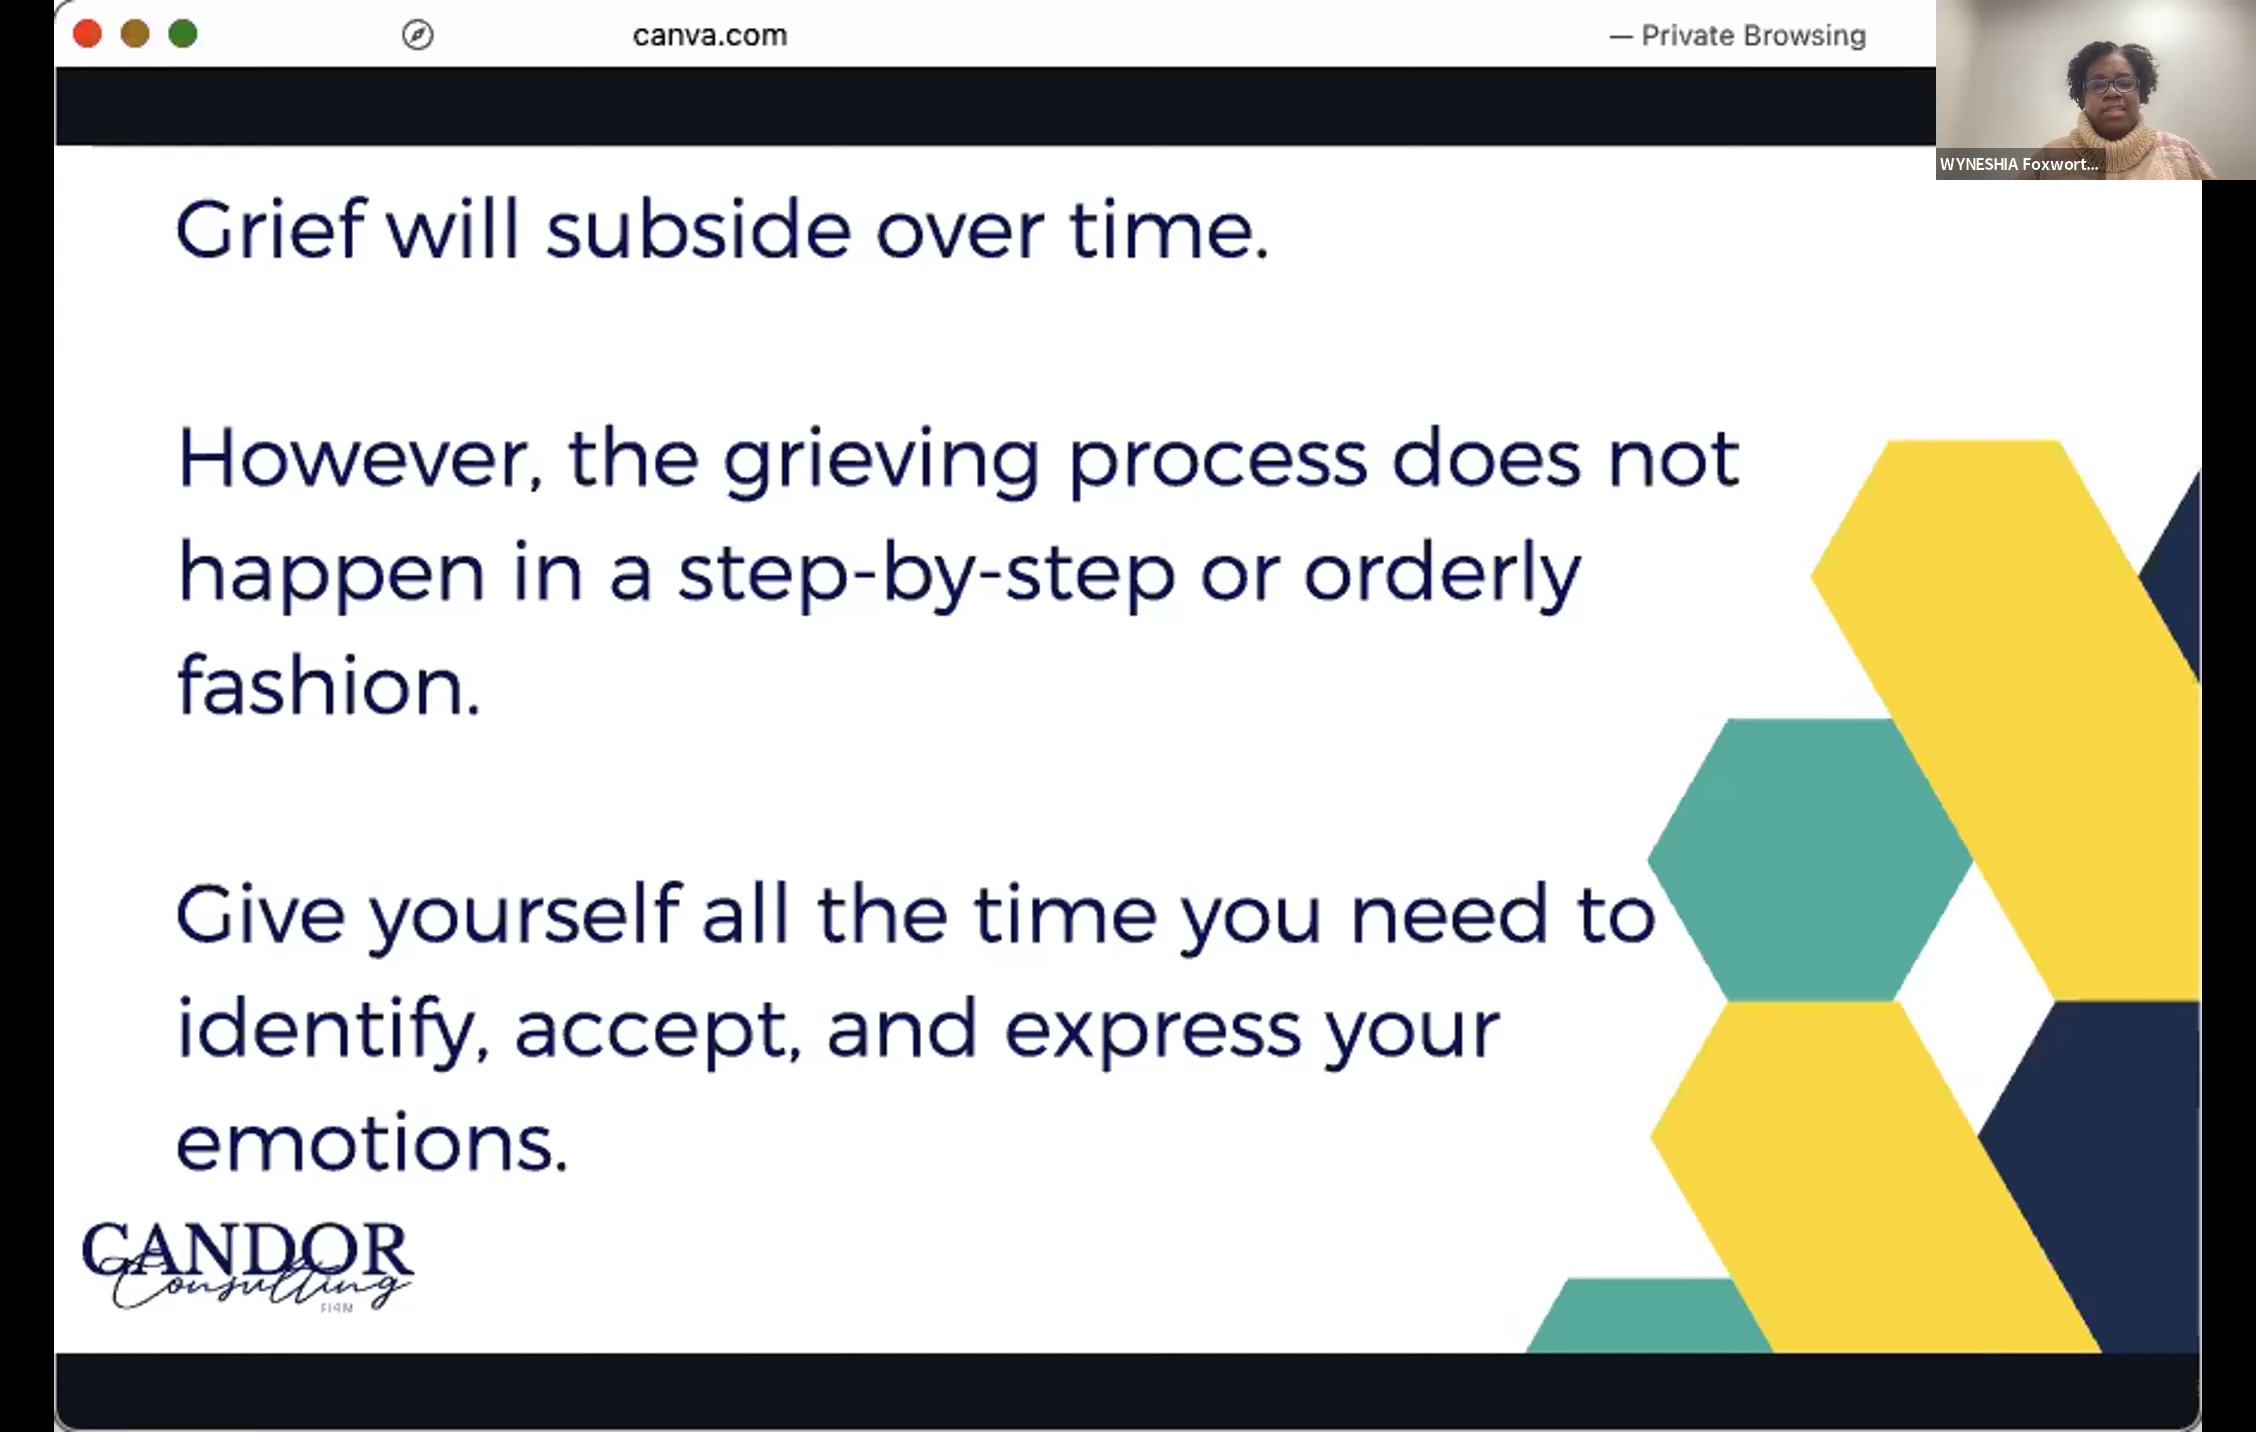 canva.com
— Private Browsing
WYNESHIA Foxwort...
Grief will subside over time.
However, the grieving process does not
happen in a step-by-step or orderly
fashion.
Give yourself all the time you need to
identify, accept, and express your
emotions.
CANDOR
Consulting
FIRM